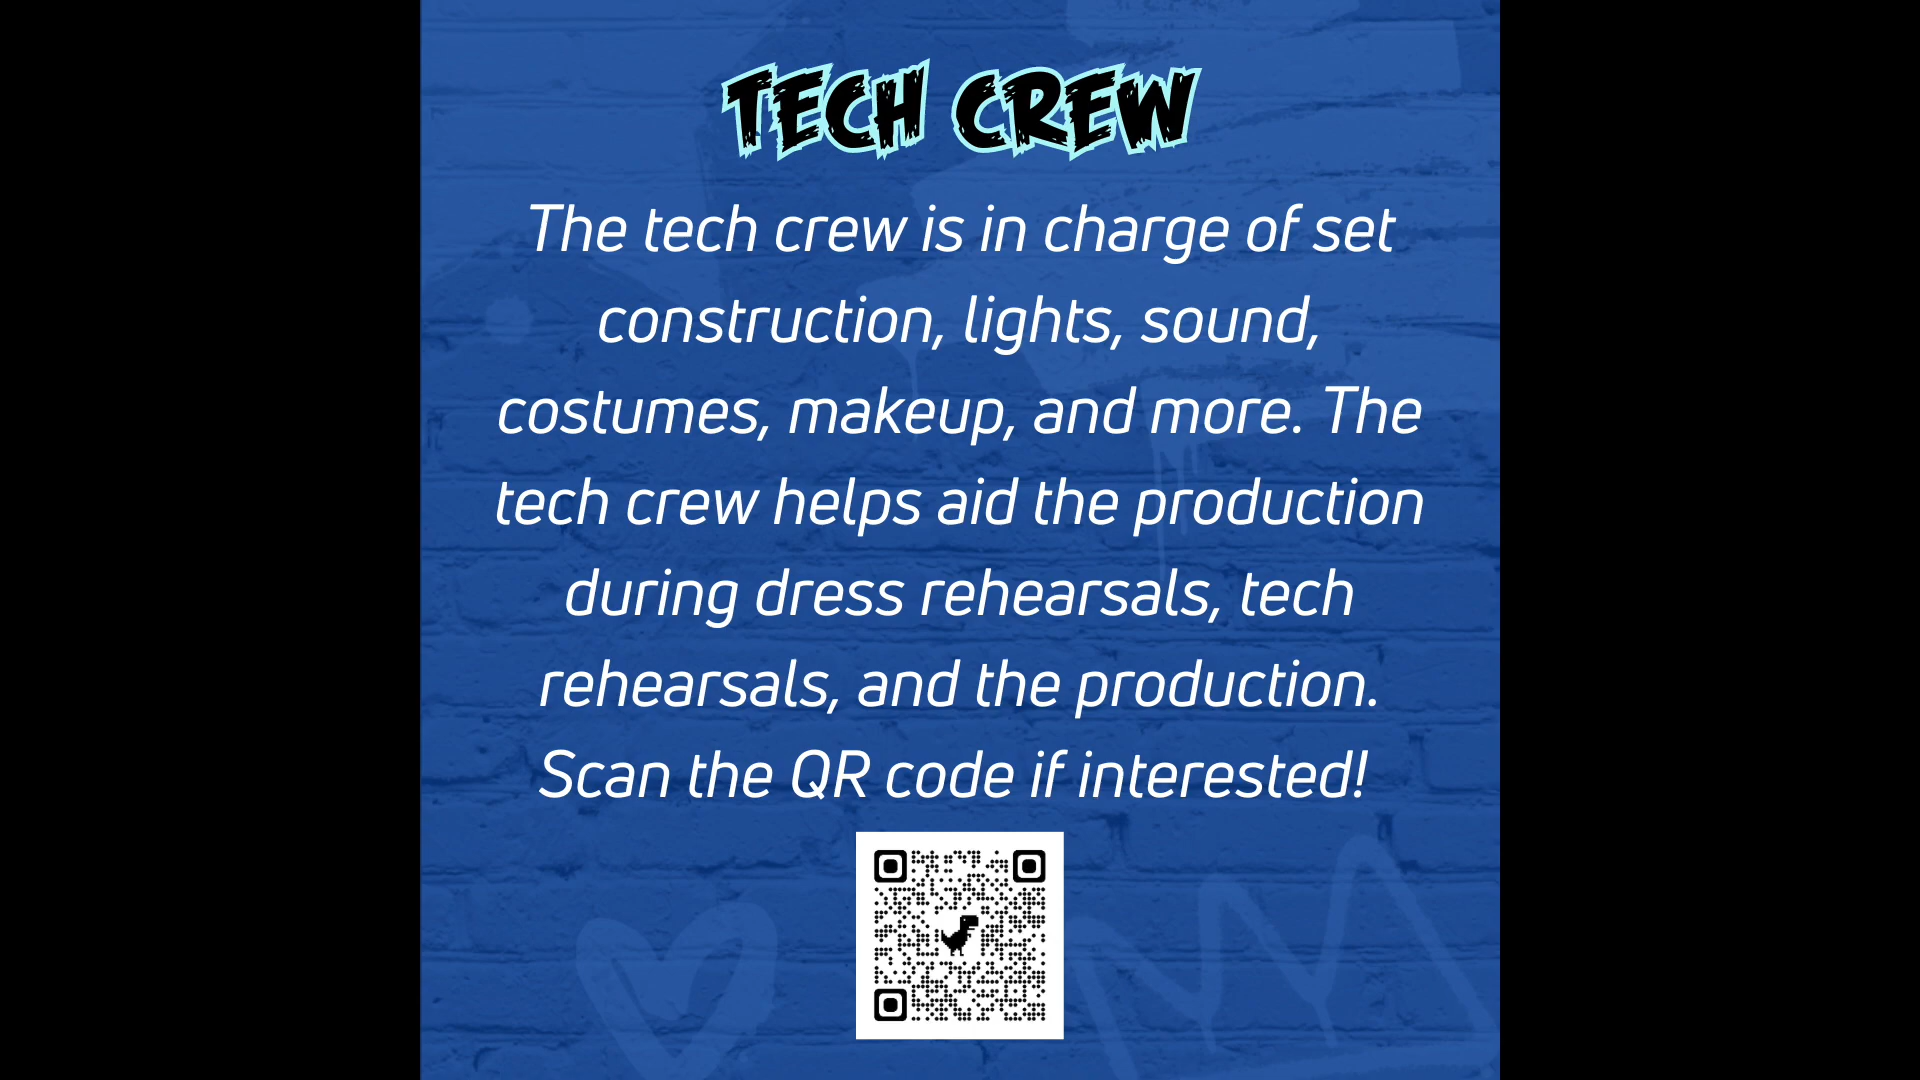 TECH CREW
The tech crew is in charge of set
construction, lights, sound,
costumes, makeup, and more. The
tech crew helps aid the production
during dress rehearsals, tech
rehearsals, and the production.
Scan the QR code if interested!